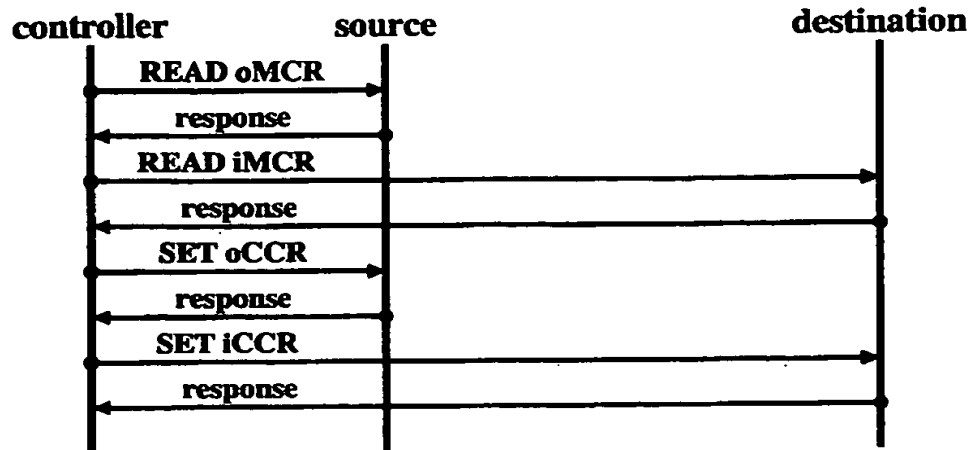 controller source destination
READ oMCR
response
READ iMCR
response
SET oCCR
response
SET iCCR
response